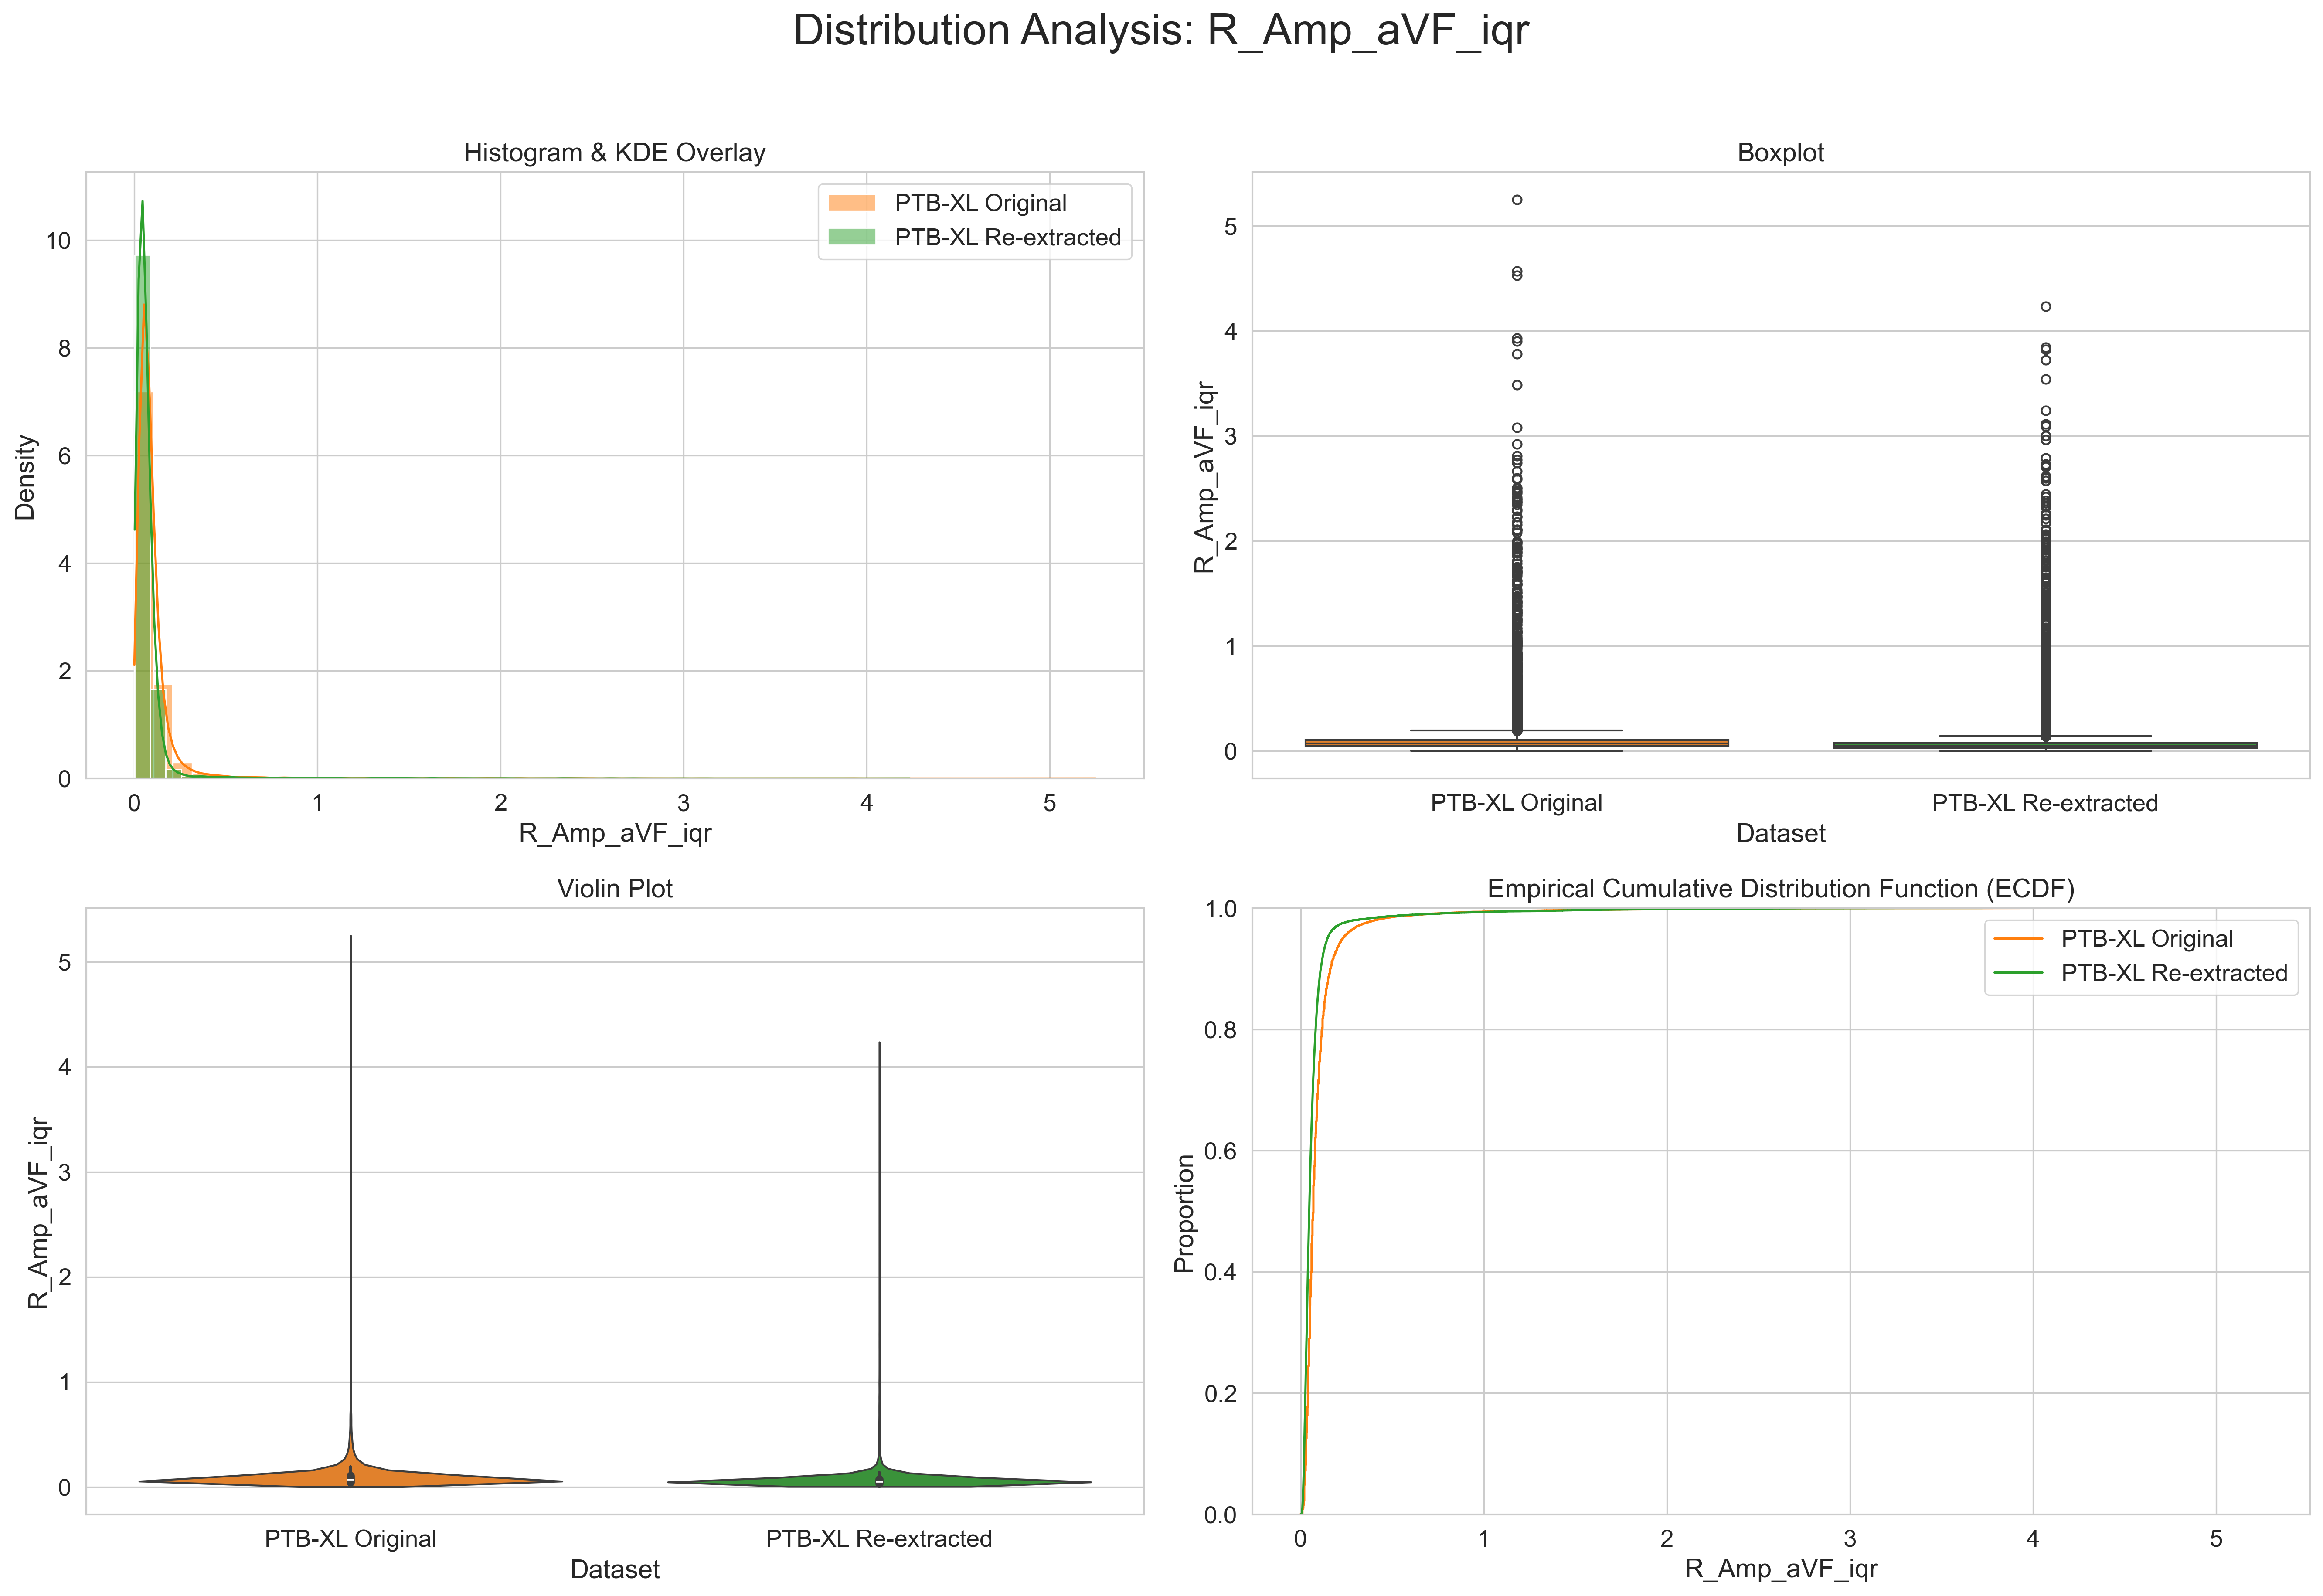 Distribution Analysis: R_Amp_aVF_iqr
Histogram & KDE Overlay
PTB-XL Original
PTB-XL Re-extracted
Density
10
8
6
4
2
0
0 1 2 3 4 5
R_Amp_aVF_iqr
Boxplot
R_Amp_aVF_iqr
5
4
3
2
1
0
PTB-XL Original PTB-XL Re-extracted
Dataset
Violin Plot
R_Amp_aVF_iqr
5
4
3
2
1
0
PTB-XL Original PTB-XL Re-extracted
Dataset
Empirical Cumulative Distribution Function (ECDF)
PTB-XL Original
PTB-XL Re-extracted
Proportion
1.0
0.8
0.6
0.4
0.2
0.0
0 1 2 3 4 5
R_Amp_aVF_iqr